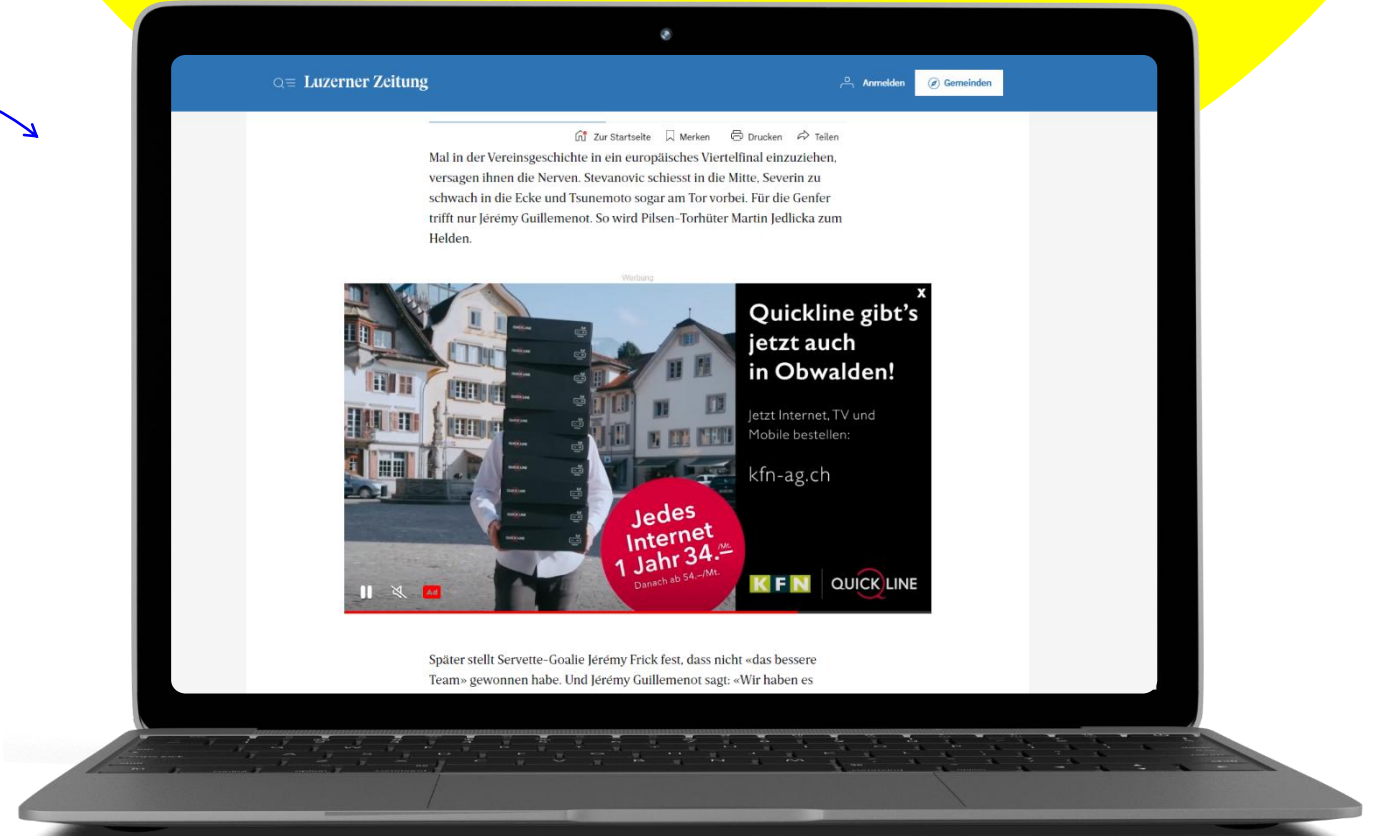 Luzerner Zeitung
Anmelden
Gemeinden
Zur Startseite Merken Drucken Teilen
Mal in der Vereinsgeschichte in ein europäisches Viertelfinal einzuziehen,
versagen ihnen die Nerven. Stevanovic schiesst in die Mitte, Severin zu
schwach in die Ecke und Tsunemoto sogar am Tor vorbei. Für die Genfer
trifft nur Jérémy Guillemenot. So wird Pilsen-Torhüter Martin Jedlicka zum
Helden.
Werbung
X
Quickline gibt's
jetzt auch
in Obwalden!
Jetzt Internet, TV und
Mobile bestellen:
kfn-ag.ch
Jedes
Internet
1 Jahr 34.–/Mt.
Danach ab 54.–/Mt.
Ad
KFN QUICKLINE
Später stellt Servette-Goalie Jérémy Frick fest, dass nicht «das bessere
Team» gewonnen habe. Und Jérémy Guillemenot sagt: «Wir haben es